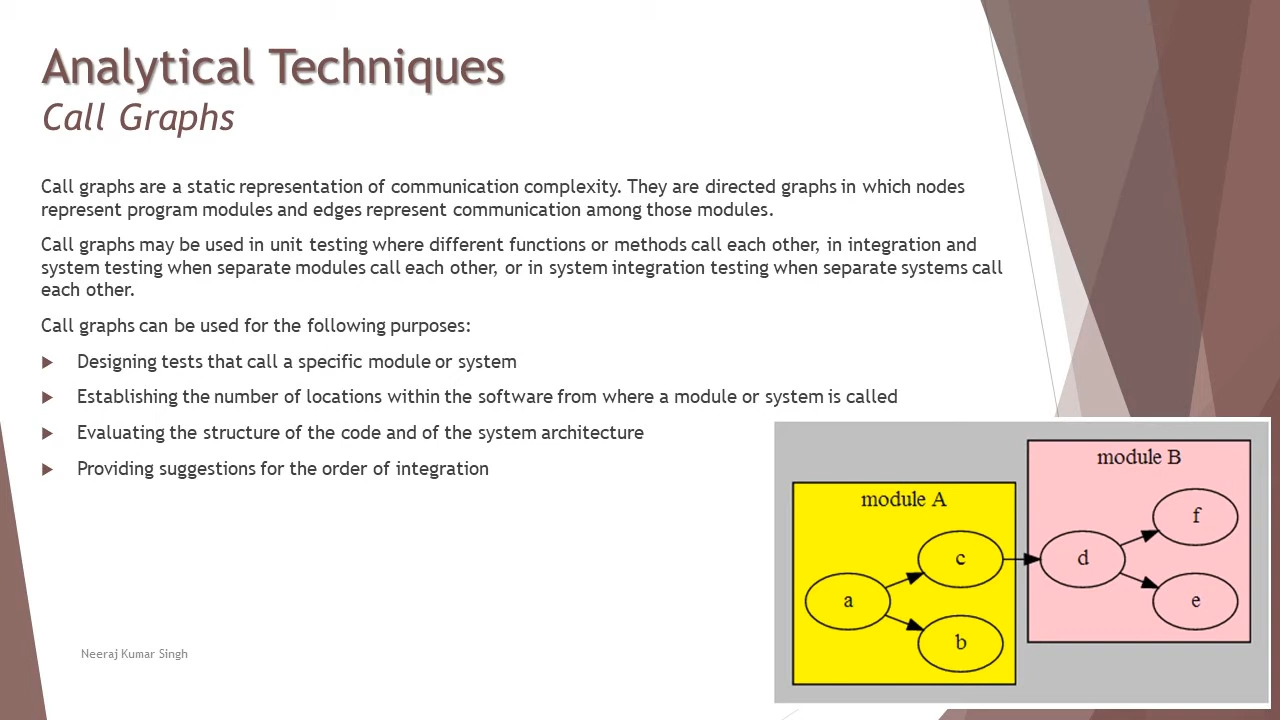 Analytical Techniques
Call Graphs
Call graphs are a static representation of communication complexity. They are directed graphs in which nodes
represent program modules and edges represent communication among those modules.
Call graphs may be used in unit testing where different functions or methods call each other, in integration and
system testing when separate modules call each other, or in system integration testing when separate systems call
each other.
Call graphs can be used for the following purposes:
Designing tests that call a specific module or system
Establishing the number of locations within the software from where a module or system is called
Evaluating the structure of the code and of the system architecture
Providing suggestions for the order of integration
module A
a
c
b
module B
d
f
e
Neeraj Kumar Singh